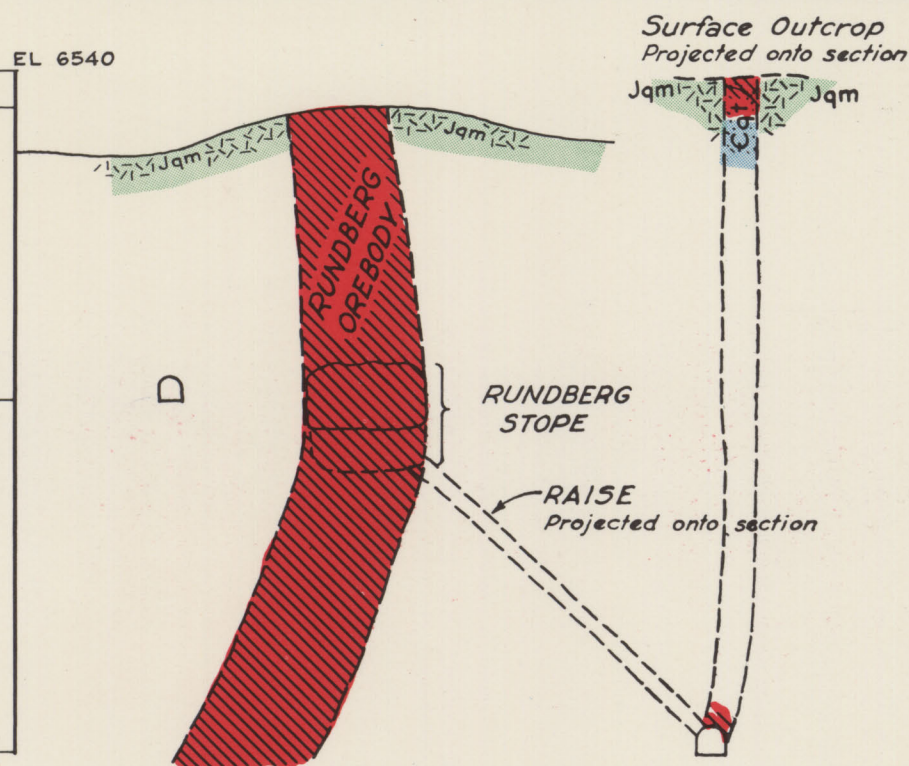 EL 6540
Surface Outcrop
Projected onto section
Jqm
Jqm
Jqm
Jqm
RUNDBERG
OREBODY
D
RUNDBERG
STOPE
RAISE
Projected onto section